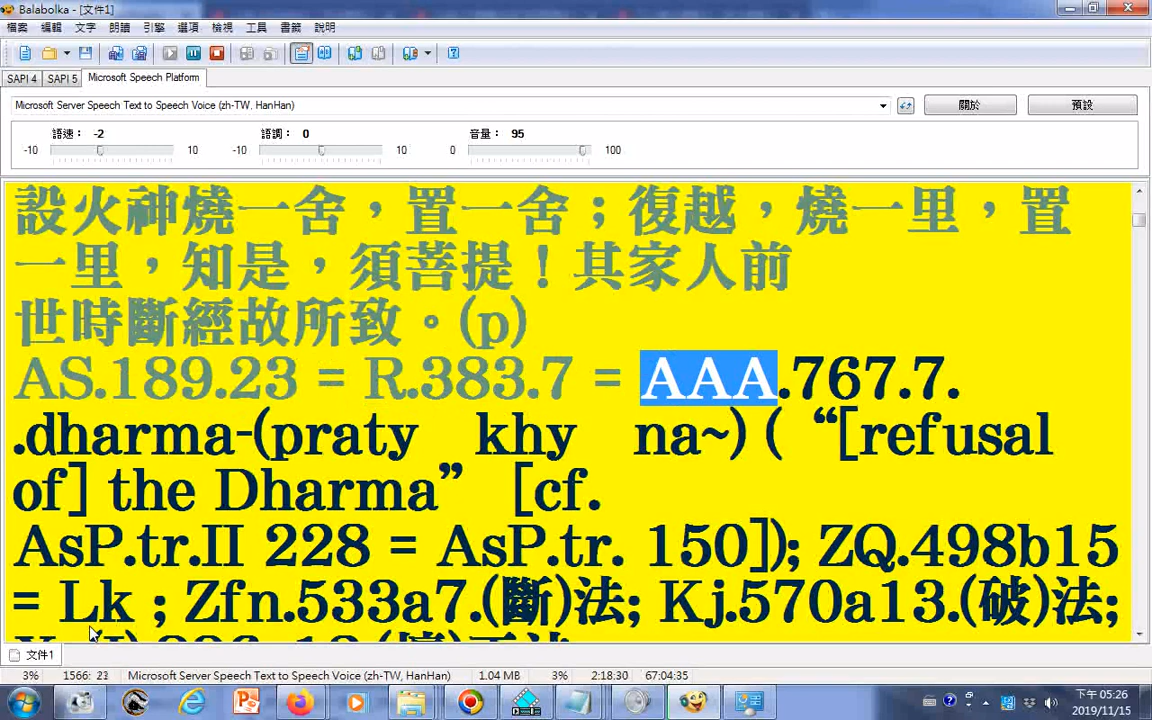 Balabolka - [文件1]
檔案 編輯 文字 朗讀 引擎 選項 檢視 工具 書籤 說明
SAPI 4 SAPI 5 Microsoft Speech Platform
Microsoft Server Speech Text to Speech Voice (zh-TW, HanHan) 關於 預設
語速： -2 語調： 0 音量： 95
-10 10 -10 10 0 100
設火神燒一舍，置一舍；復越，燒一里，置
一里，知是，須菩提！其家人前
世時斷經故所致。(p)
AS.189.23 = R.383.7 = AAA.767.7.
.dharma-(praty khy na~) ( “[refusal
of] the Dharma” [cf.
AsP.tr.II 228 = AsP.tr. 150]); ZQ.498b15
= Lk ; Zfn.533a7.(斷)法; Kj.570a13.(破)法;
文件1
3% 1566: 23 Microsoft Server Speech Text to Speech Voice (zh-TW, HanHan) 1.04 MB 3% 2:18:30 67:04:35
下午 05:26
2019/11/15